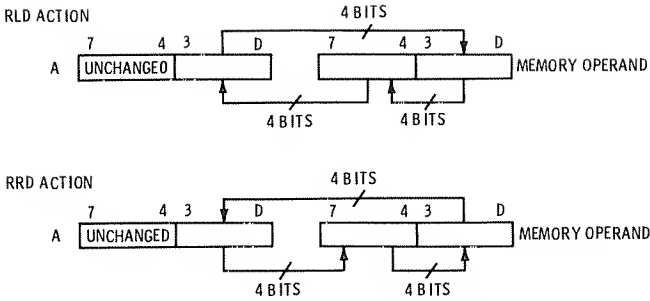 RLD ACTION
4 BITS
7 4 3 D 7 4 3 D
A UNCHANGEO MEMORY OPERAND
4 BITS 4 BITS
RRD ACTION
4 BITS
7 4 3 D 7 4 3 D
A UNCHANGED MEMORY OPERAND
4 BITS 4 BITS